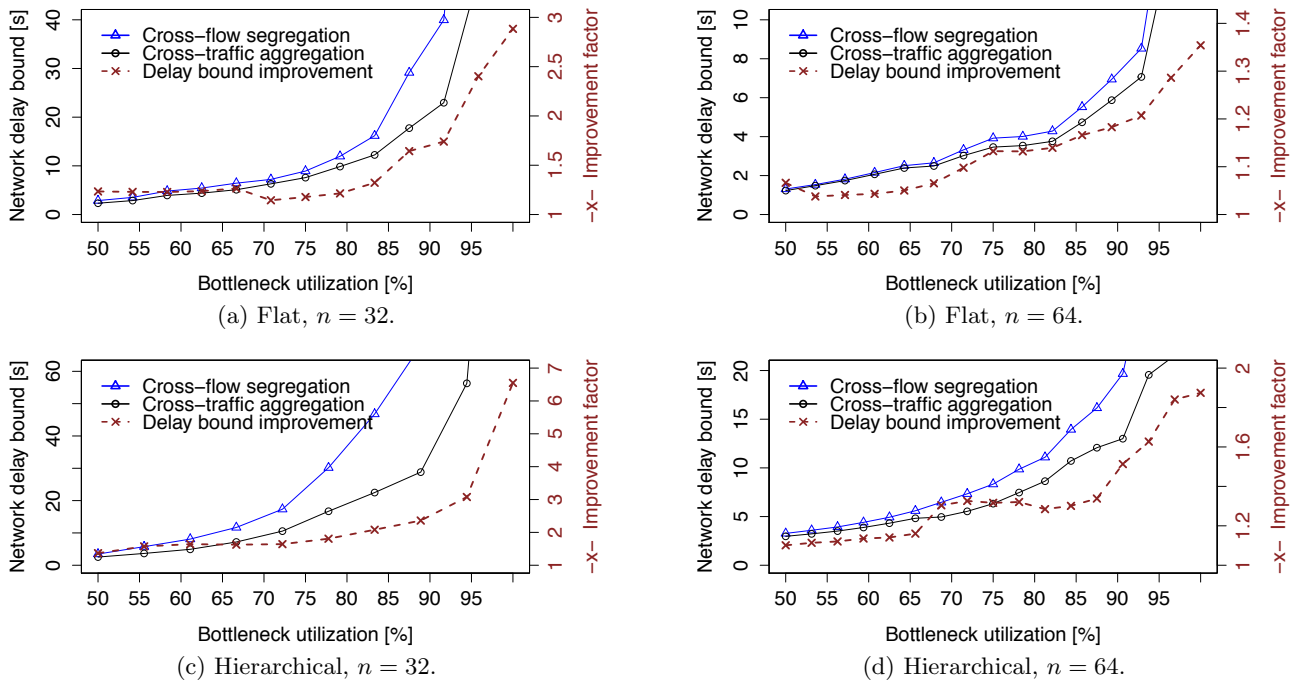 Network delay bound [s]
0 10 20 30 40
Cross−flow segregation
Cross−traffic aggregation
Delay bound improvement
1 1.5 2 2.5 3
−x− Improvement factor
50 55 60 65 70 75 80 85 90 95
Bottleneck utilization [%]
(a) Flat, n = 32.
Network delay bound [s]
0 2 4 6 8 10
Cross−flow segregation
Cross−traffic aggregation
Delay bound improvement
1 1.1 1.2 1.3 1.4
−x− Improvement factor
50 55 60 65 70 75 80 85 90 95
Bottleneck utilization [%]
(b) Flat, n = 64.
Network delay bound [s]
0 20 40 60
Cross−flow segregation
Cross−traffic aggregation
Delay bound improvement
1 2 3 4 5 6 7
−x− Improvement factor
50 55 60 65 70 75 80 85 90 95
Bottleneck utilization [%]
(c) Hierarchical, n = 32.
Network delay bound [s]
0 5 10 15 20
Cross−flow segregation
Cross−traffic aggregation
Delay bound improvement
1 1.2 1.6 2
−x− Improvement factor
50 55 60 65 70 75 80 85 90 95
Bottleneck utilization [%]
(d) Hierarchical, n = 64.